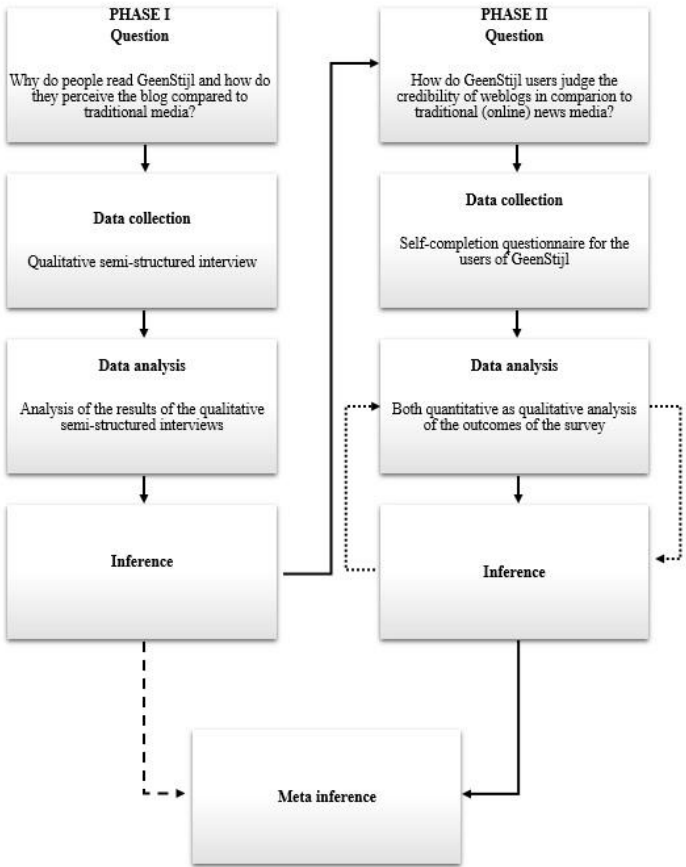 PHASE I
Question
Why do people read GeenStijl and how do
they perceive the blog compared to
traditional media?
Data collection
Qualitative semi-structured interview
Data analysis
Analysis of the results of the qualitative
semi-structured interviews
Inference
PHASE II
Question
How do GeenStijl users judge the
credibility of weblogs in comparion to
traditional (online) news media?
Data collection
Self-completion questionnaire for the
users of GeenStijl
Data analysis
Both quantitative as qualitative analysis
of the outcomes of the survey
Inference
Meta inference